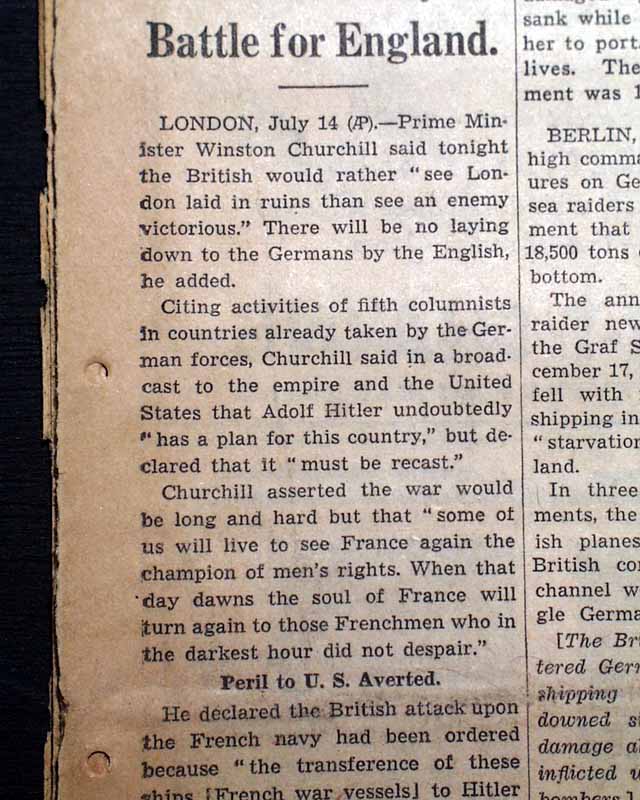 Battle for England.
LONDON, July 14 (AP).—Prime Min-
ister Winston Churchill said tonight
the British would rather "see Lon-
don laid in ruins than see an enemy
victorious." There will be no laying
down to the Germans by the English,
he added.
Citing activities of fifth columnists
in countries already taken by the Ger-
man forces, Churchill said in a broad-
cast to the empire and the United
States that Adolf Hitler undoubtedly
"has a plan for this country," but de-
clared that it "must be recast."
Churchill asserted the war would
be long and hard but that "some of
us will live to see France again the
champion of men's rights. When that
day dawns the soul of France will
turn again to those Frenchmen who in
the darkest hour did not despair."
Peril to U. S. Averted.
He declared the British attack upon
the French navy had been ordered
because "the transference of these
ships [French war vessels] to Hitler
sank while
her to port.
lives. The
ment was 1
BERLIN,
high comma
ures on Ge
sea raiders
ment that
18,500 tons
bottom.
The ann
raider new
the Graf S
cember 17,
fell with
shipping in
"starvation
land.
In three
ments, the
ish planes
British co
channel w
gle Germa
[The Bri
tered Ger
shipping
downed s
damage a
inflicted
bombers.]